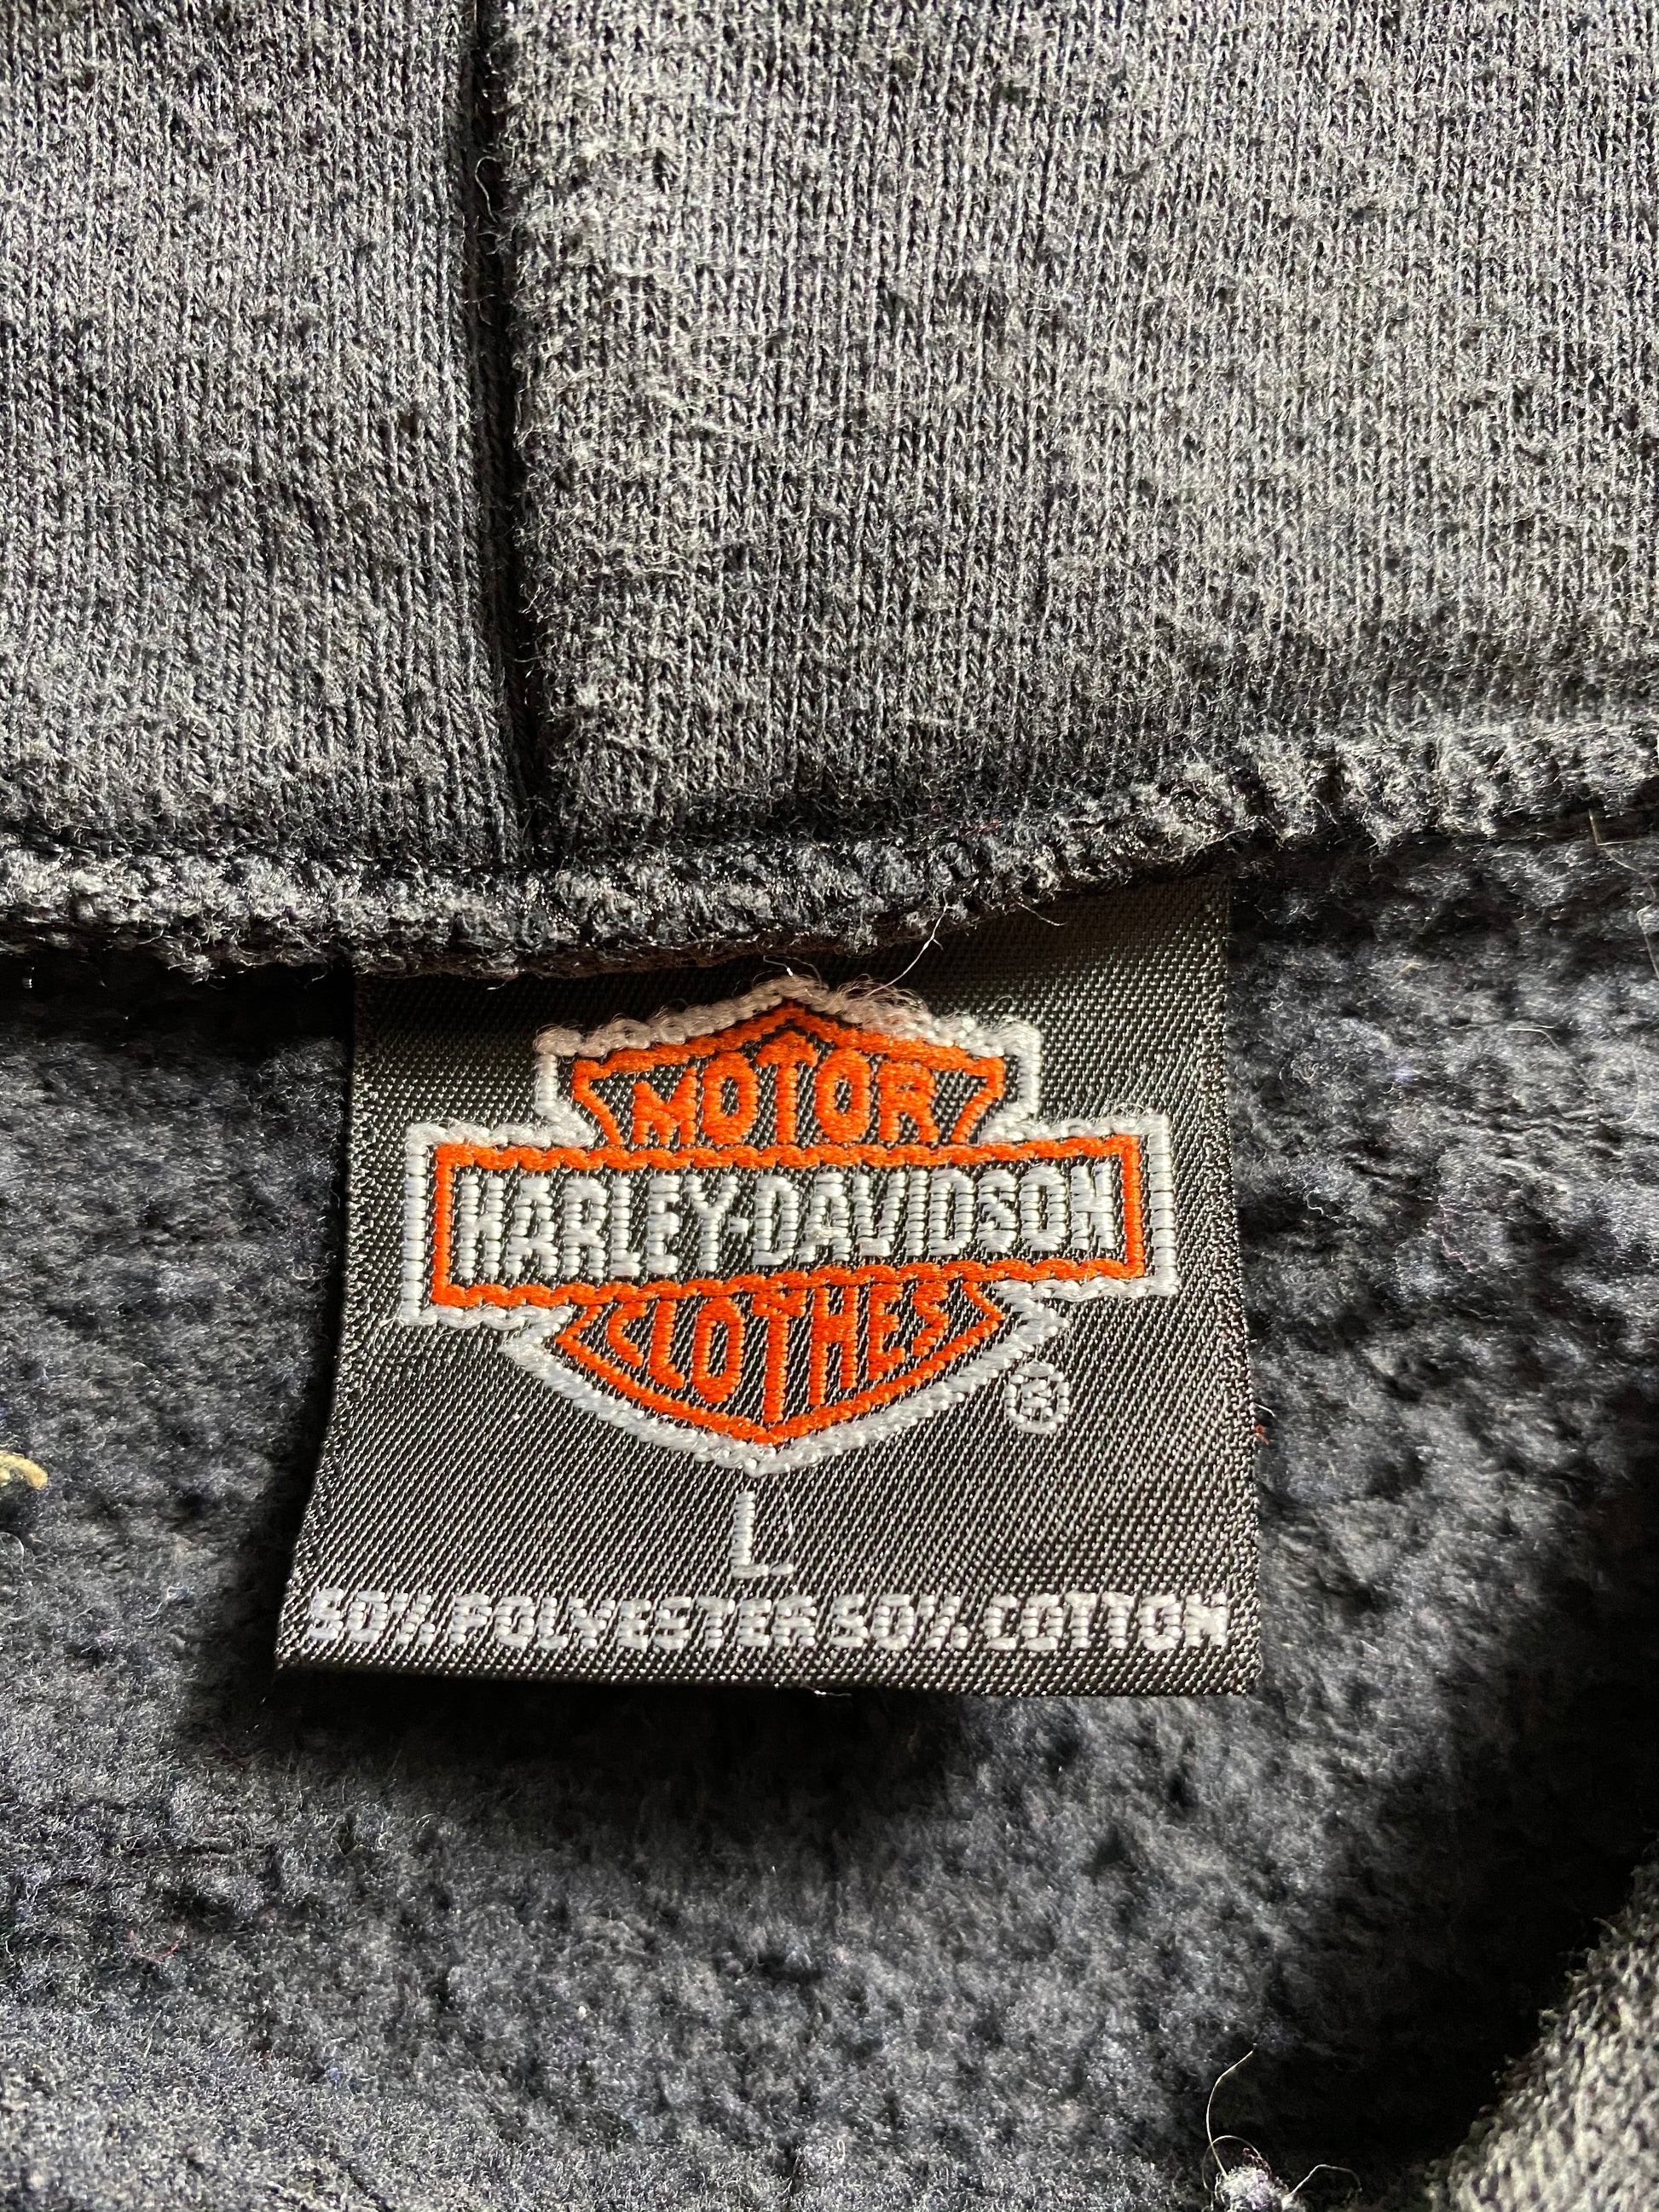 MOTOR
HARLEY-DAVIDSON
CLOTHES
®
L
50% POLYESTER 50% COTTON